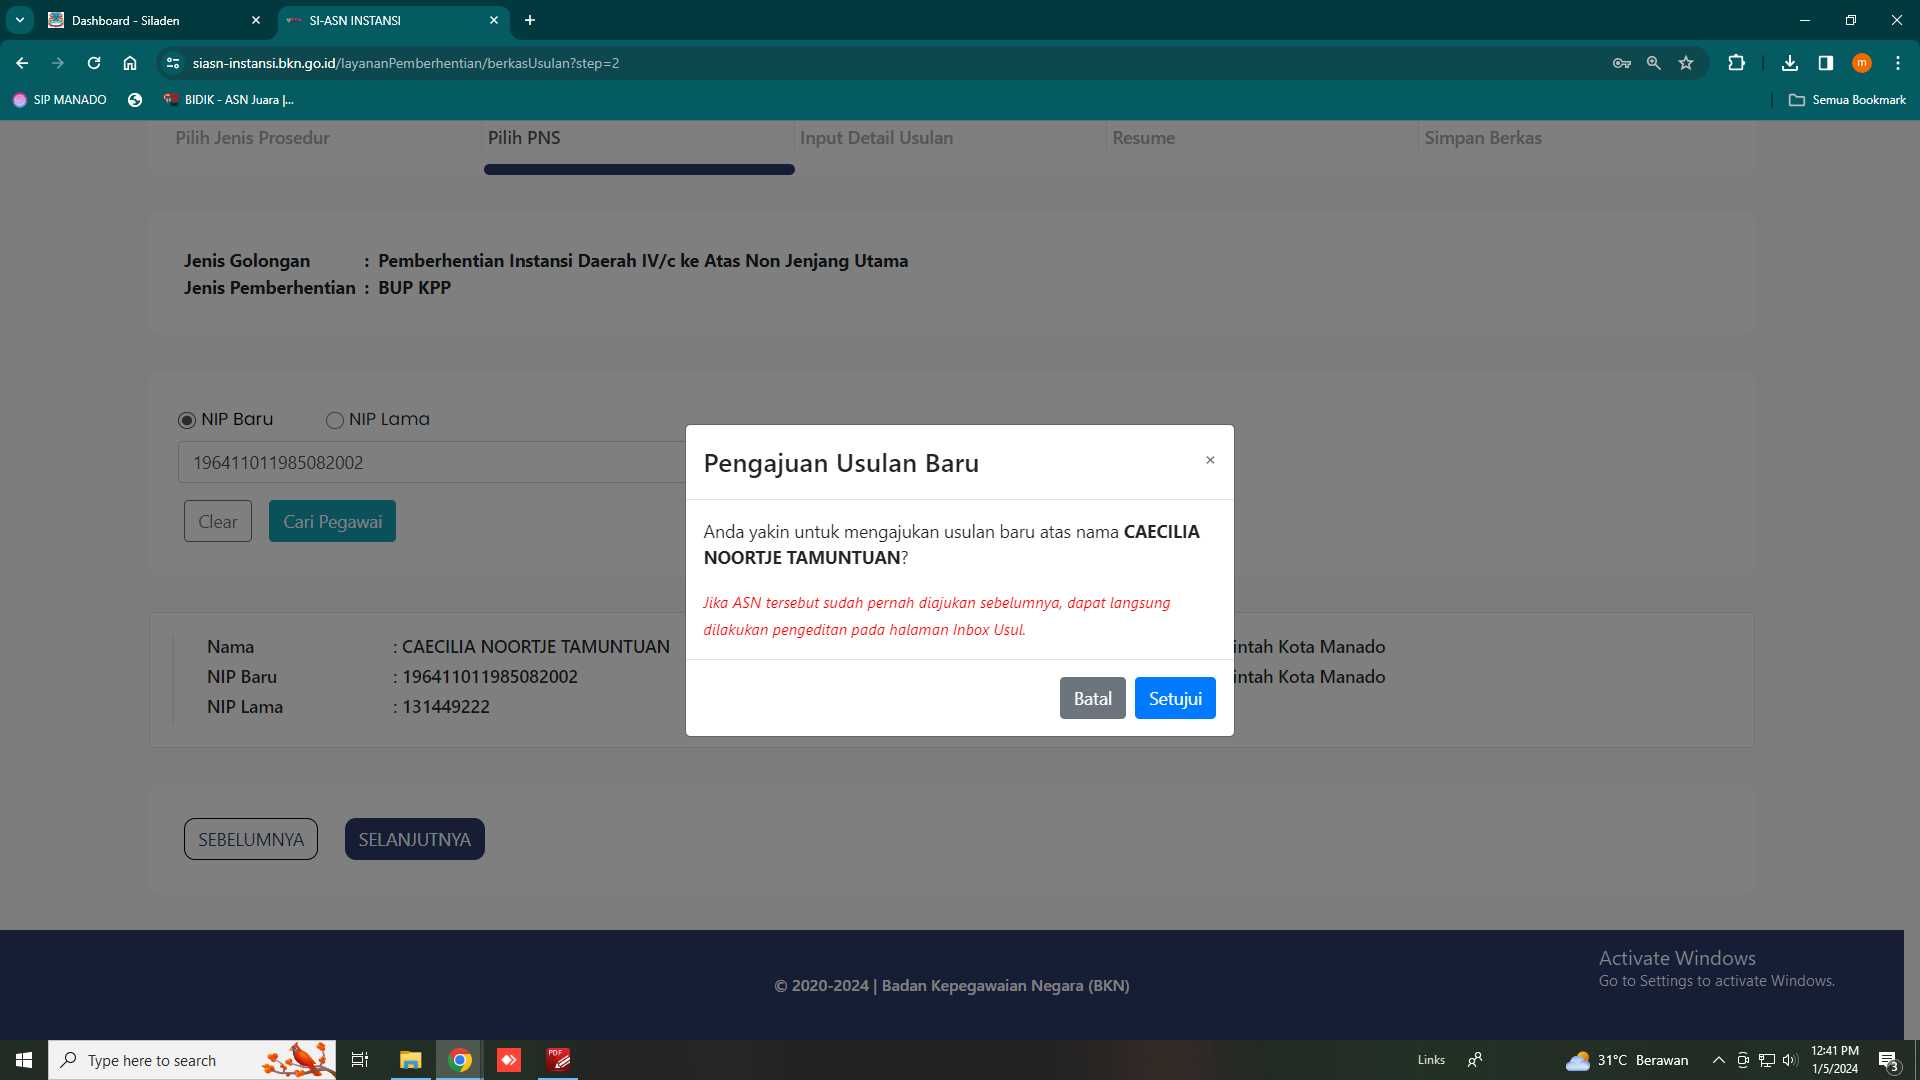 Dashboard - Siladen
SI-ASN INSTANSI
siasn-instansi.bkn.go.id/layananPemberhentian/berkasUsulan?step=2
m
SIP MANADO
BIDIK - ASN Juara |...
Semua Bookmark
Pilih Jenis Prosedur
Pilih PNS
Input Detail Usulan
Resume
Simpan Berkas
Jenis Golongan : Pemberhentian Instansi Daerah IV/c ke Atas Non Jenjang Utama
Jenis Pemberhentian : BUP KPP
NIP Baru
NIP Lama
196411011985082002
Clear
Cari Pegawai
Pengajuan Usulan Baru
×
Anda yakin untuk mengajukan usulan baru atas nama CAECILIA
NOORTJE TAMUNTUAN?
Jika ASN tersebut sudah pernah diajukan sebelumnya, dapat langsung
dilakukan pengeditan pada halaman Inbox Usul.
Batal
Setujui
Nama : CAECILIA NOORTJE TAMUNTUAN
intah Kota Manado
NIP Baru : 196411011985082002
intah Kota Manado
NIP Lama : 131449222
SEBELUMNYA
SELANJUTNYA
© 2020-2024 | Badan Kepegawaian Negara (BKN)
Activate Windows
Go to Settings to activate Windows.
Type here to search
PDF
Links
31°C Berawan
12:41 PM
1/5/2024
3